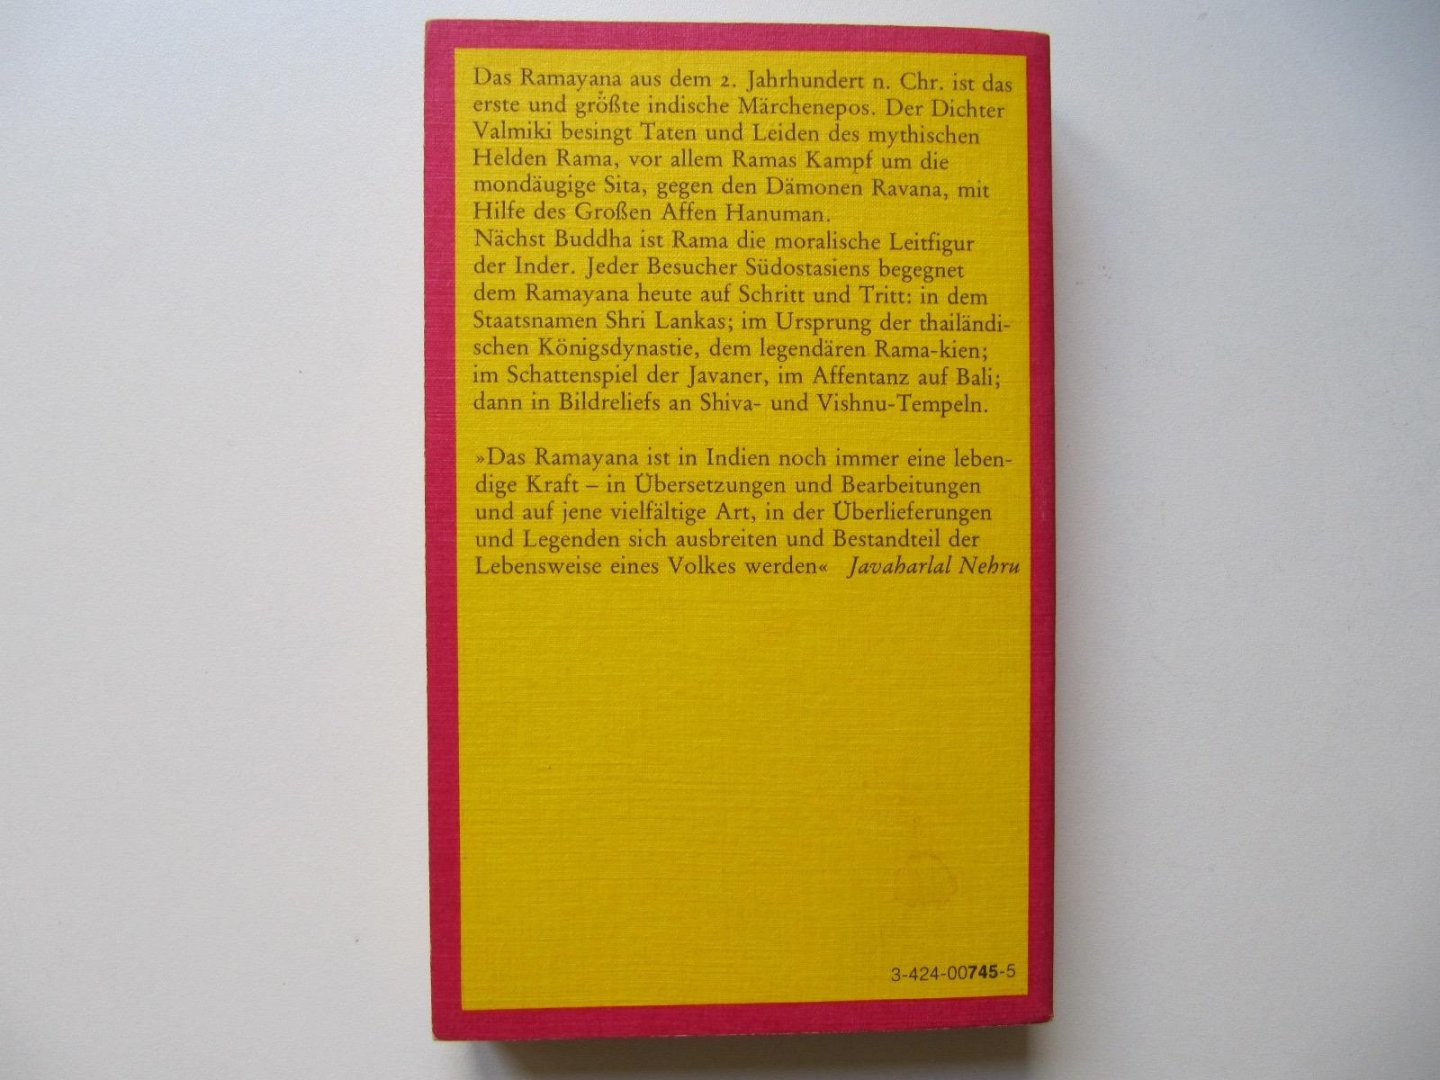 Das Ramayana aus dem 2. Jahrhundert n. Chr. ist das
erste und größte indische Märchenepos. Der Dichter
Valmiki besingt Taten und Leiden des mythischen
Helden Rama, vor allem Ramas Kampf um die
mondäugige Sita, gegen den Dämonen Ravana, mit
Hilfe des Großen Affen Hanuman.
Nächst Buddha ist Rama die moralische Leitfigur
der Inder. Jeder Besucher Südostasiens begegnet
dem Ramayana heute auf Schritt und Tritt: in dem
Staatsnamen Shri Lankas; im Ursprung der thailändi-
schen Königsdynastie, dem legendären Rama-kien;
im Schattenspiel der Javaner, im Affentanz auf Bali;
dann in Bildreliefs an Shiva- und Vishnu-Tempeln.
»Das Ramayana ist in Indien noch immer eine leben-
dige Kraft – in Übersetzungen und Bearbeitungen
und auf jene vielfältige Art, in der Überlieferungen
und Legenden sich ausbreiten und Bestandteil der
Lebensweise eines Volkes werden« Javaharlal Nehru
3-424-00745-5